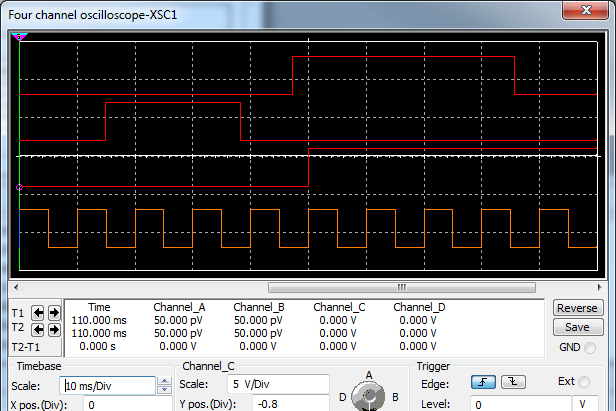 Four channel oscilloscope-XSC1
Time Channel_A Channel_B Channel_C Channel_D
T1 110.000 ms 50.000 pV 50.000 pV 0.000 V 0.000 V
T2 110.000 ms 50.000 pV 50.000 pV 0.000 V 0.000 V
T2-T1 0.000 s 0.000 V 0.000 V 0.000 V 0.000 V
Reverse
Save
GND
Timebase Channel_C Trigger
Scale: 10 ms/Div Scale: 5 V/Div A Edge: Ext
X pos.(Div): 0 Y pos.(Div): -0.8 D B Level: 0 V